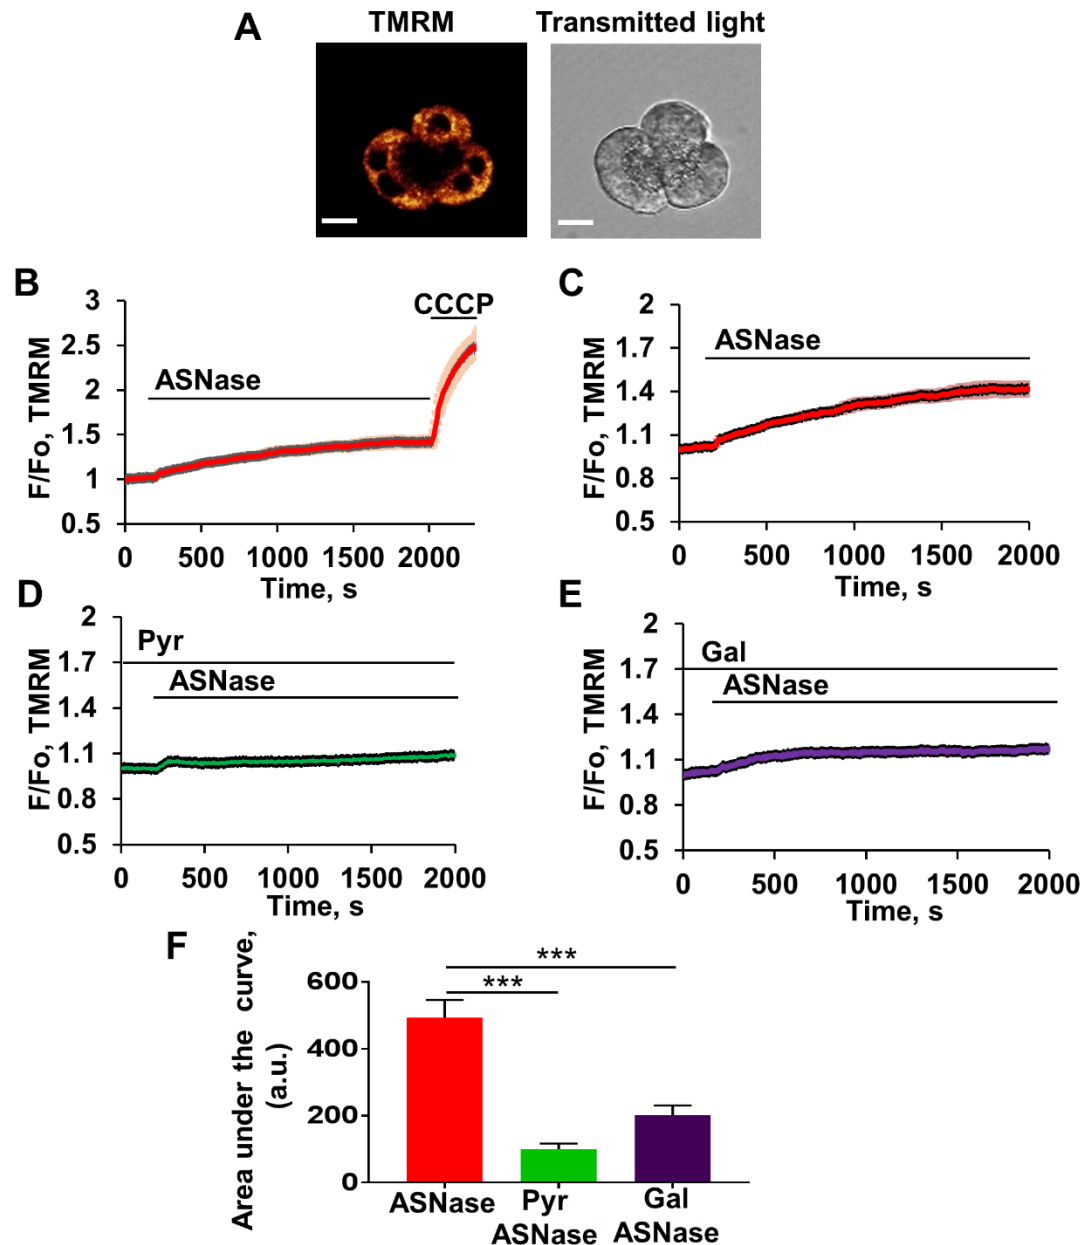 A
TMRM
Transmitted light
B
F/Fo, TMRM
3
2.5
2
1.5
1
0.5
ASNase
CCCP
0 500 1000 1500 2000
Time, s
C
F/Fo, TMRM
2
1.7
1.4
1.1
0.8
0.5
ASNase
0 500 1000 1500 2000
Time, s
D
F/Fo, TMRM
2
1.7
1.4
1.1
0.8
0.5
Pyr
ASNase
0 500 1000 1500 2000
Time, s
E
F/Fo, TMRM
2
1.7
1.4
1.1
0.8
0.5
Gal
ASNase
0 500 1000 1500 2000
Time, s
F
Area under the curve,
(a.u.)
600
400
200
0
***
***
ASNase
Pyr
ASNase
Gal
ASNase